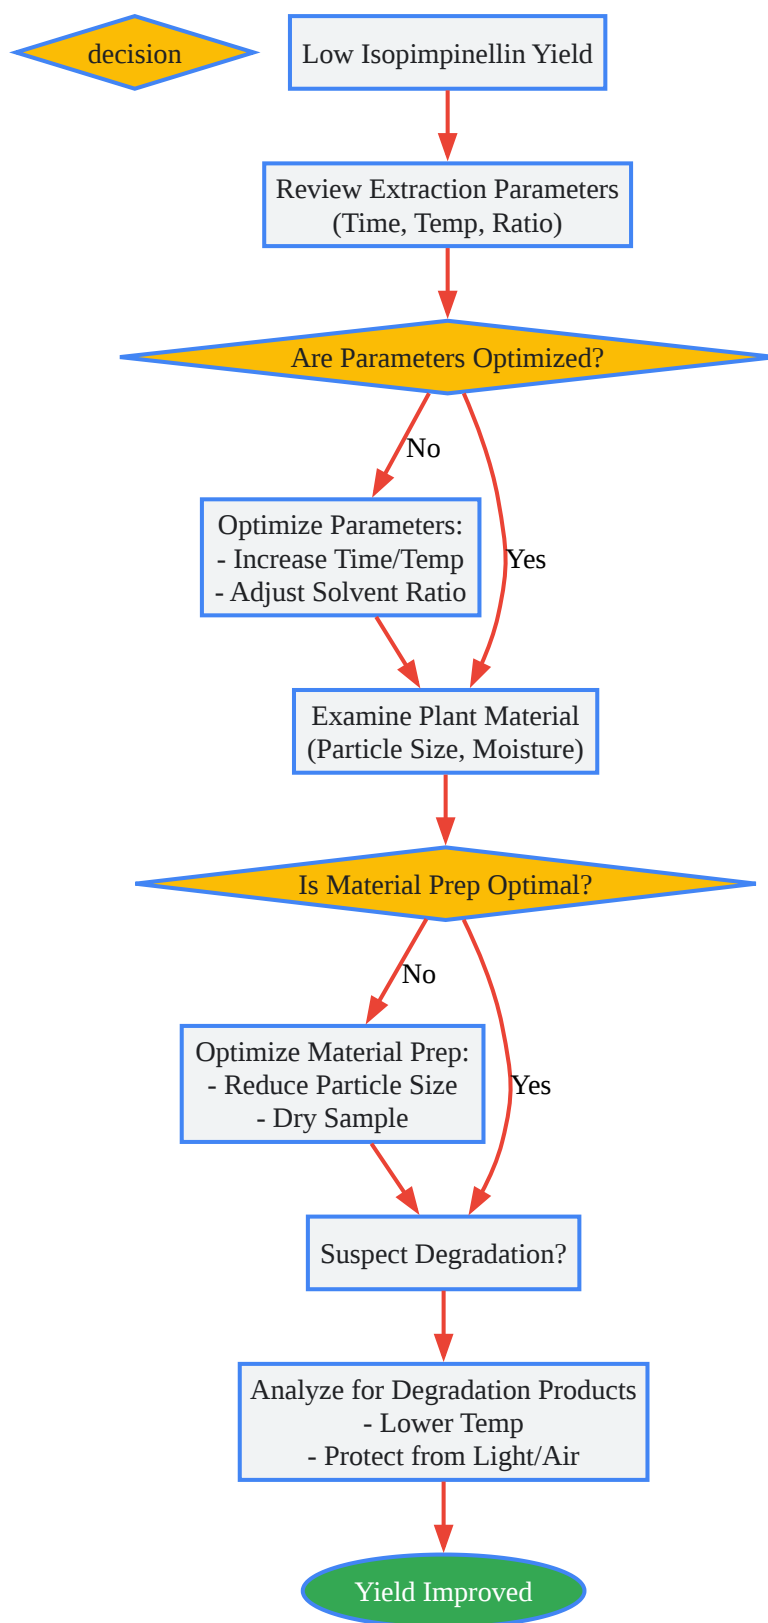 decision
Low Isopimpinellin Yield
Review Extraction Parameters
(Time, Temp, Ratio)
Are Parameters Optimized?
No
Optimize Parameters:
- Increase Time/Temp
- Adjust Solvent Ratio
Yes
Examine Plant Material
(Particle Size, Moisture)
Is Material Prep Optimal?
No
Optimize Material Prep:
- Reduce Particle Size
- Dry Sample
Yes
Suspect Degradation?
Analyze for Degradation Products
- Lower Temp
- Protect from Light/Air
Yield Improved